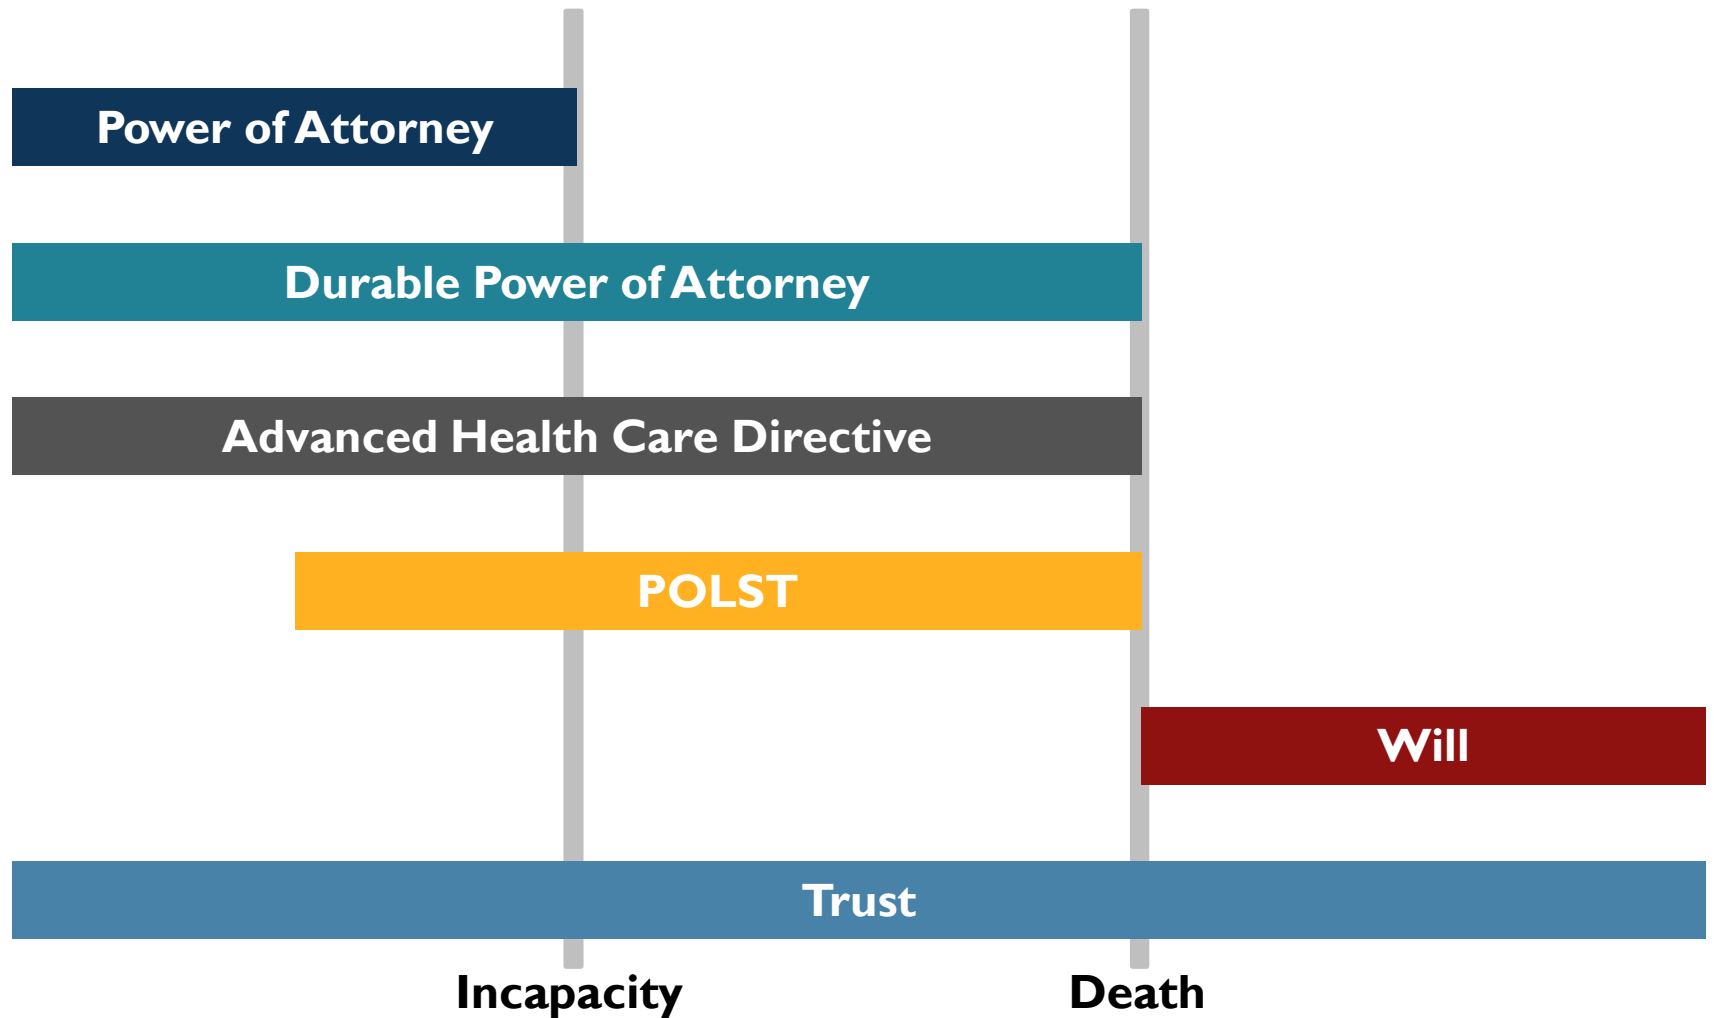 Power of Attorney
Durable Power of Attorney
Advanced Health Care Directive
POLST
Will
Trust
Incapacity
Death